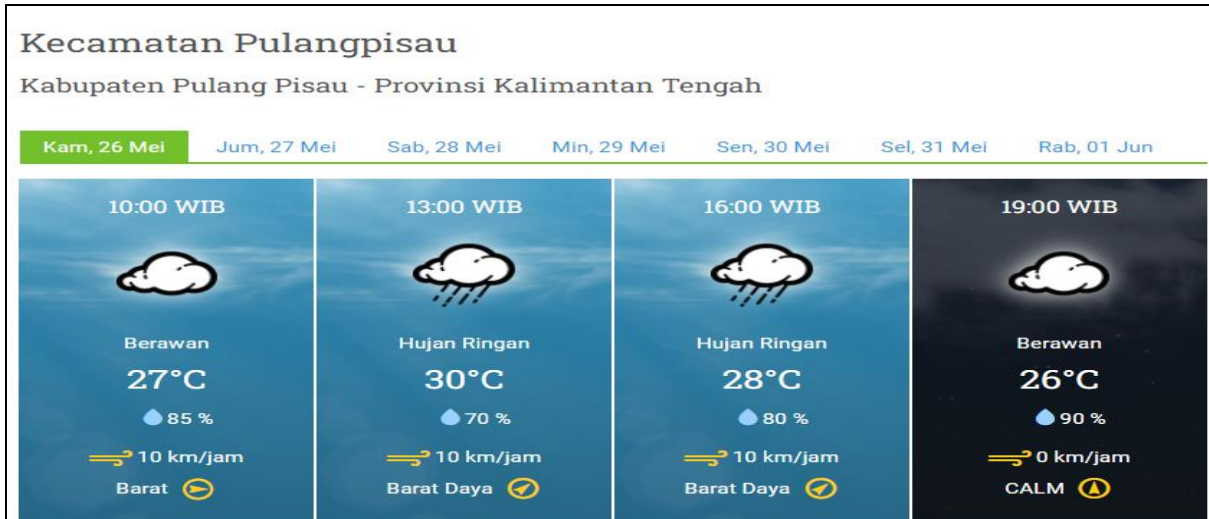 Kecamatan Pulangpisau
Kabupaten Pulang Pisau - Provinsi Kalimantan Tengah
Kam, 26 Mei Jum, 27 Mei Sab, 28 Mei Min, 29 Mei Sen, 30 Mei Sel, 31 Mei Rab, 01 Jun
10:00 WIB 13:00 WIB 16:00 WIB 19:00 WIB
Berawan Hujan Ringan Hujan Ringan Berawan
27°C 30°C 28°C 26°C
85 % 70 % 80 % 90 %
10 km/jam 10 km/jam 10 km/jam 0 km/jam
Barat Barat Daya Barat Daya CALM